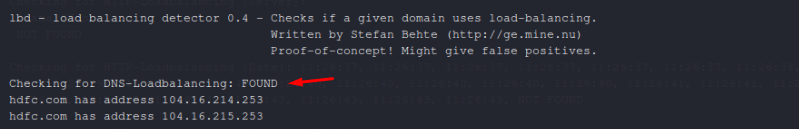 lbd - load balancing detector 0.4 - Checks if a given domain uses load-balancing.
Written by Stefan Behte (http://ge.mine.nu)
Proof-of-concept! Might give false positives.
Checking for DNS-Loadbalancing: FOUND
hdfc.com has address 104.16.214.253
hdfc.com has address 104.16.215.253